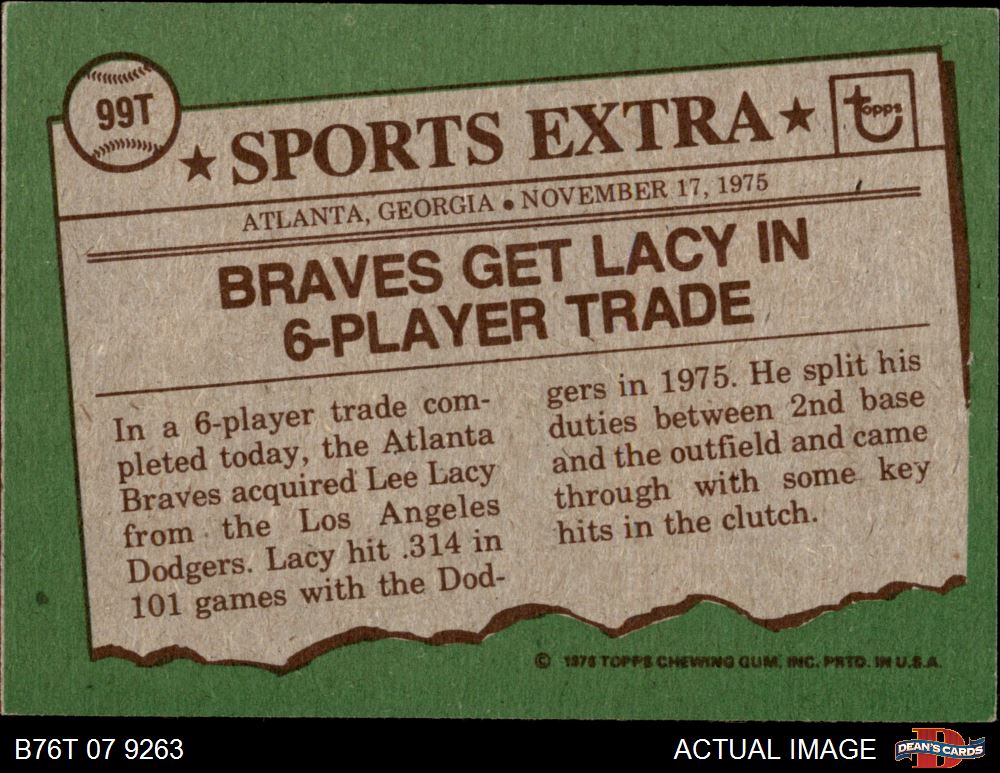 99T
★ SPORTS EXTRA ★
Topps
ATLANTA, GEORGIA • NOVEMBER 17, 1975
BRAVES GET LACY IN
6-PLAYER TRADE
In a 6-player trade com-
pleted today, the Atlanta
Braves acquired Lee Lacy
from the Los Angeles
Dodgers. Lacy hit .314 in
101 games with the Dod-
gers in 1975. He split his
duties between 2nd base
and the outfield and came
through with some key
hits in the clutch.
© 1976 TOPPS CHEWING GUM, INC. PRTD. IN U.S.A.
B76T 07 9263
ACTUAL IMAGE
DEAN'S CARDS